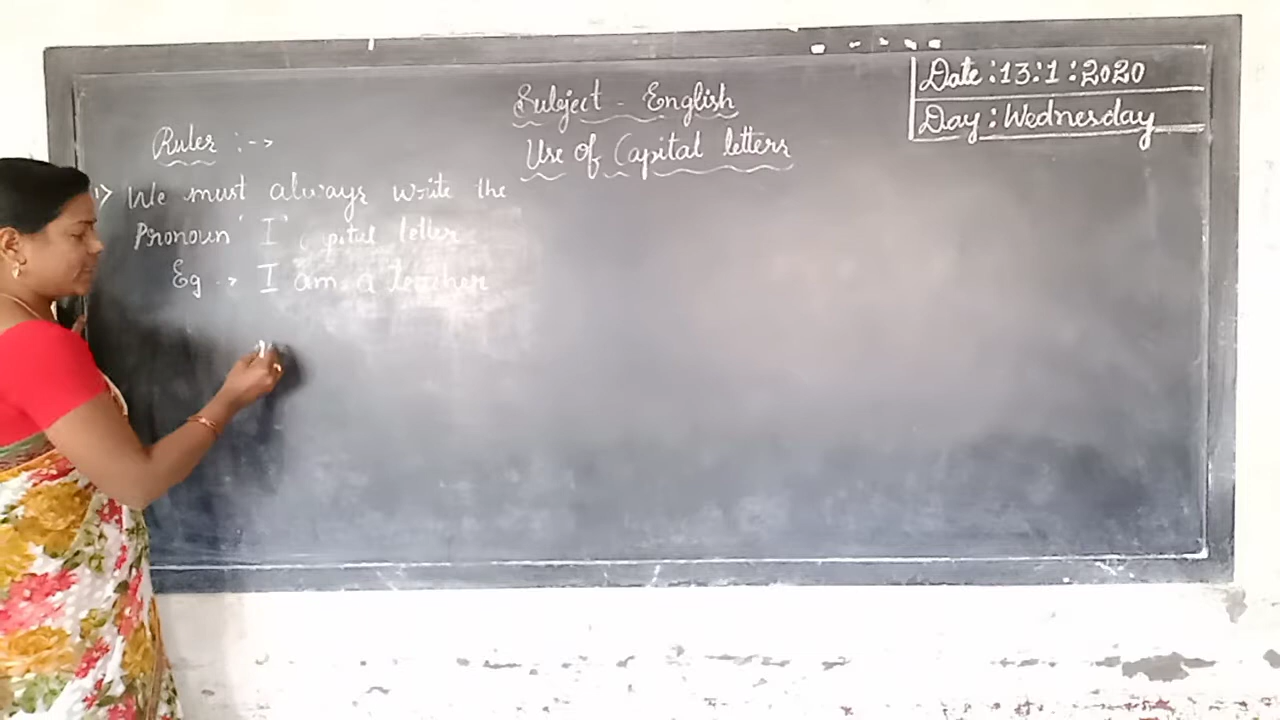 Date : 13 : 1 : 2020
Day : Wednesday
Subject - English
Use of Capital letters
Rules :->
1> We must always write the
Pronoun 'I' capital letter
Eg -> I am a teacher